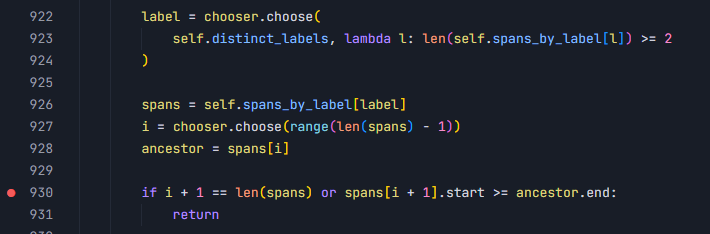 922 label = chooser.choose(
923 self.distinct_labels, lambda l: len(self.spans_by_label[l]) >= 2
924 )
925
926 spans = self.spans_by_label[label]
927 i = chooser.choose(range(len(spans) - 1))
928 ancestor = spans[i]
929
930 if i + 1 == len(spans) or spans[i + 1].start >= ancestor.end:
931 return